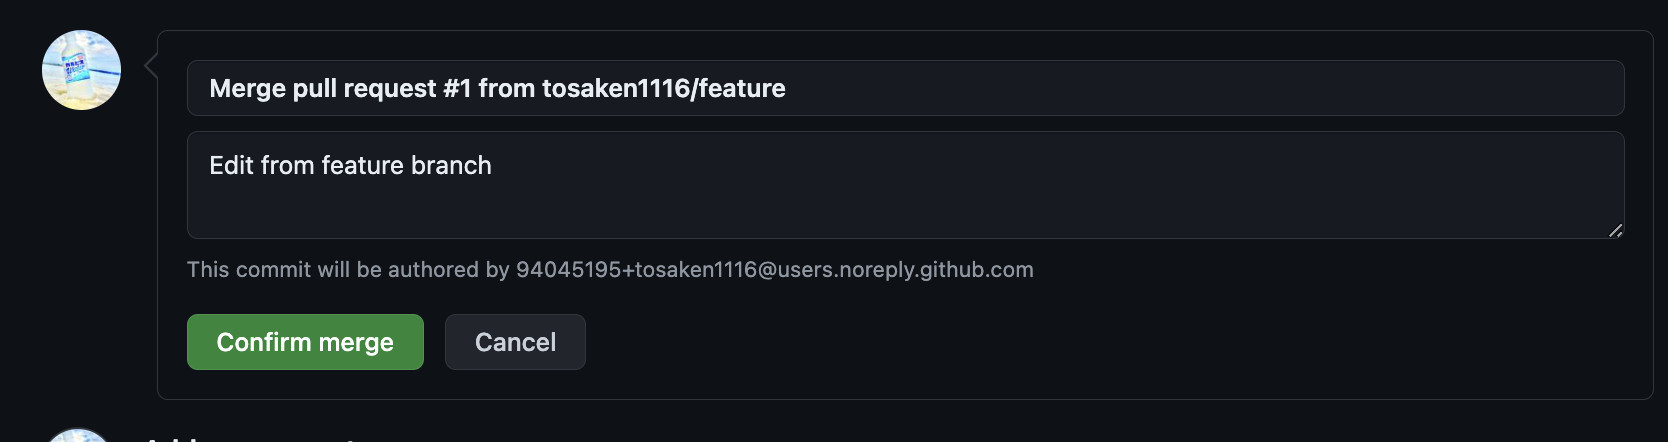 Merge pull request #1 from tosaken1116/feature
Edit from feature branch
This commit will be authored by 94045195+tosaken1116@users.noreply.github.com
Confirm merge
Cancel